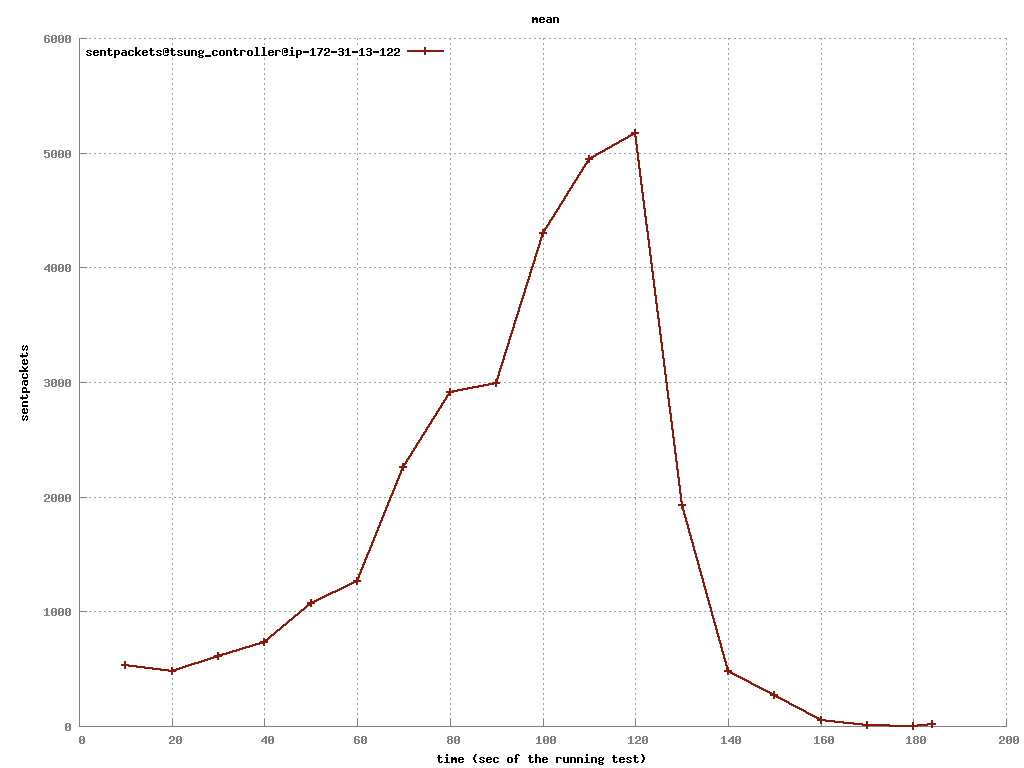 mean
6000
sentpackets@tsung_controller@ip-172-31-13-122
5000
4000
3000
sentpackets
2000
1000
0
0 20 40 60 80 100 120 140 160 180 200
time (sec of the running test)